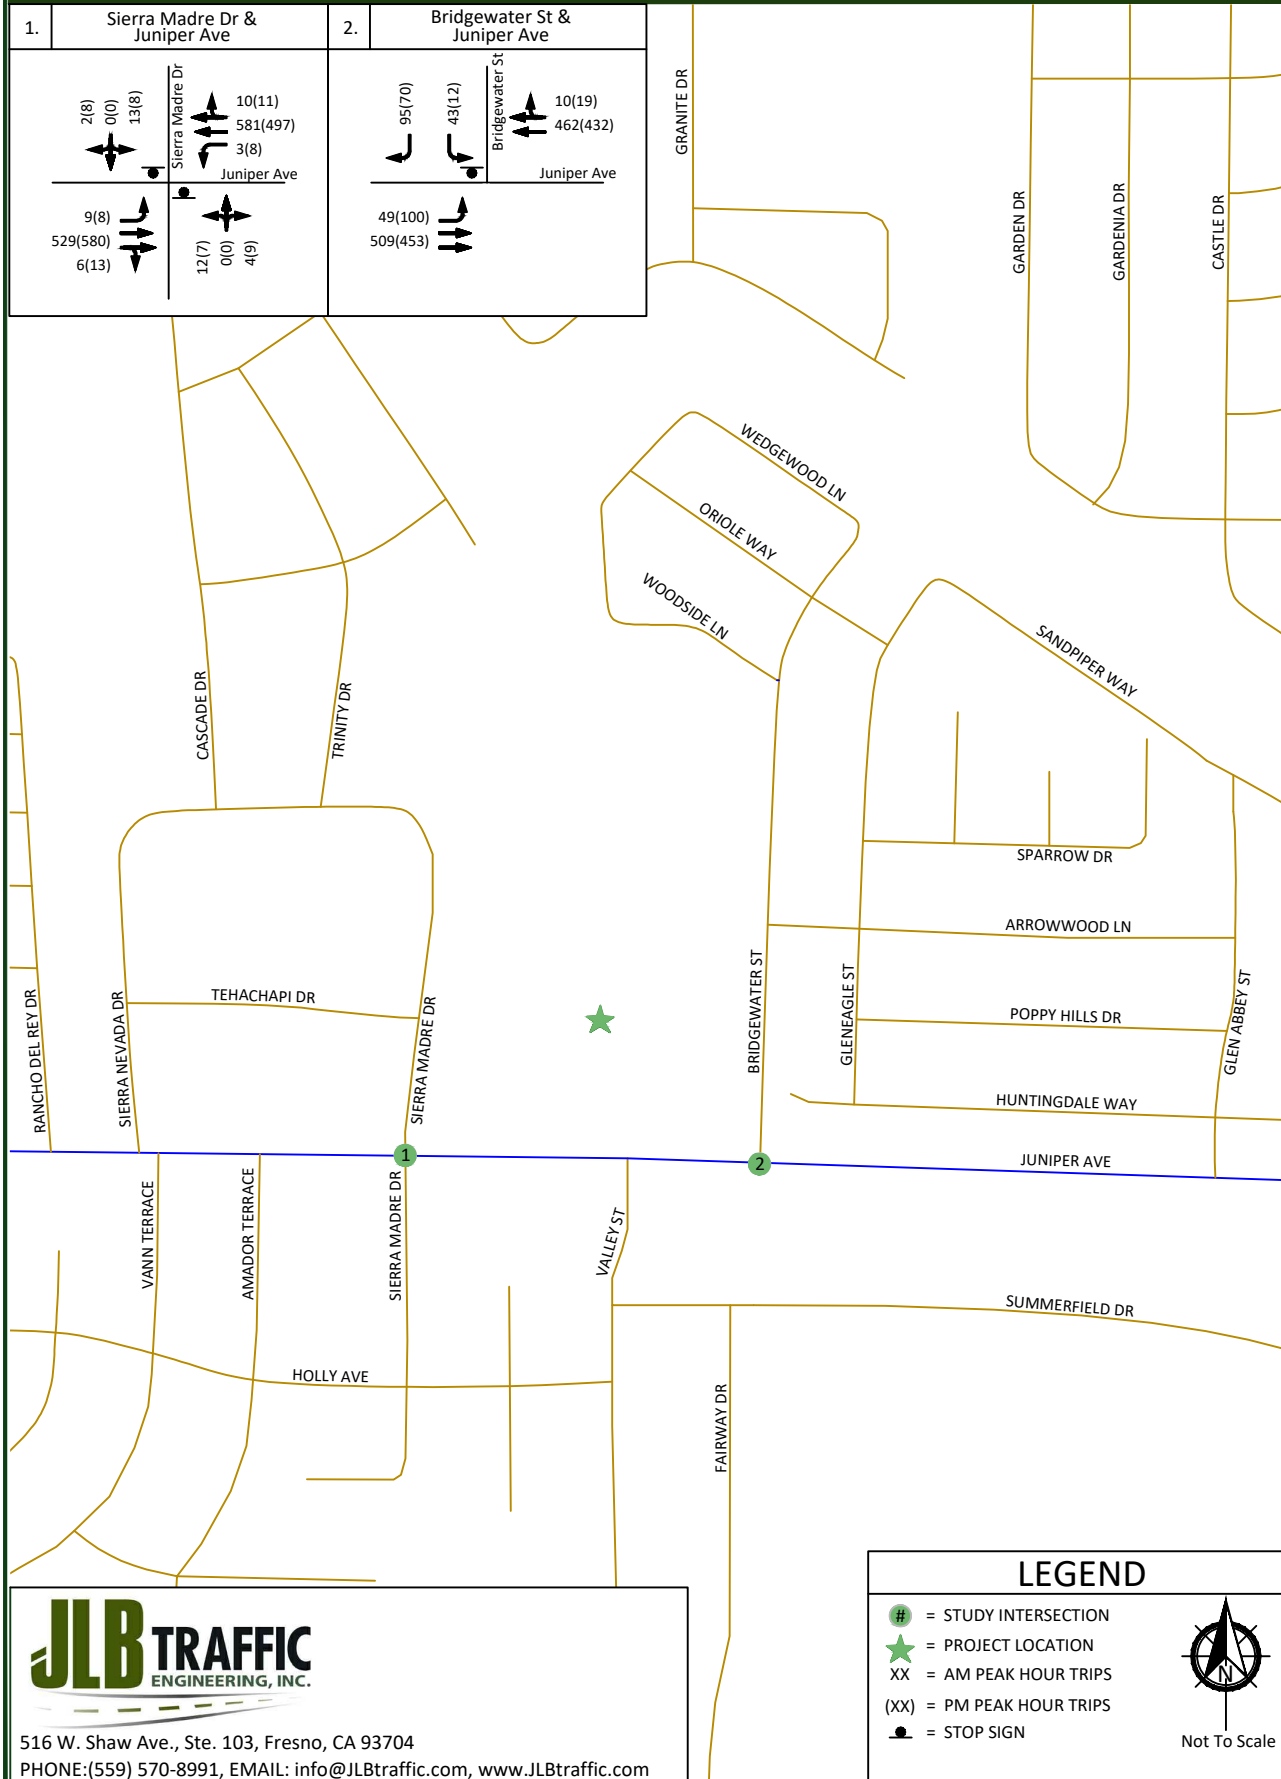 1.
Sierra Madre Dr &
Juniper Ave
2.
Bridgewater St &
Juniper Ave
2(8)
0(0)
13(8)
Sierra Madre Dr
10(11)
581(497)
3(8)
Juniper Ave
9(8)
529(580)
6(13)
12(7)
0(0)
4(9)
95(70)
43(12)
Bridgewater St
10(19)
462(432)
Juniper Ave
49(100)
509(453)
GRANITE DR
GARDEN DR
GARDENIA DR
CASTLE DR
WEDGEWOOD LN
ORIOLE WAY
WOODSIDE LN
SANDPIPER WAY
CASCADE DR
TRINITY DR
SPARROW DR
ARROWWOOD LN
TEHACHAPI DR
RANCHO DEL REY DR
SIERRA NEVADA DR
SIERRA MADRE DR
BRIDGEWATER ST
GLENEAGLE ST
POPPY HILLS DR
GLEN ABBEY ST
HUNTINGDALE WAY
1
2
JUNIPER AVE
VANN TERRACE
AMADOR TERRACE
SIERRA MADRE DR
VALLEY ST
SUMMERFIELD DR
HOLLY AVE
FAIRWAY DR
LEGEND
# = STUDY INTERSECTION
= PROJECT LOCATION
XX = AM PEAK HOUR TRIPS
(XX) = PM PEAK HOUR TRIPS
= STOP SIGN
N
Not To Scale
JLB TRAFFIC
ENGINEERING, INC.
516 W. Shaw Ave., Ste. 103, Fresno, CA 93704
PHONE:(559) 570-8991, EMAIL: info@JLBtraffic.com, www.JLBtraffic.com